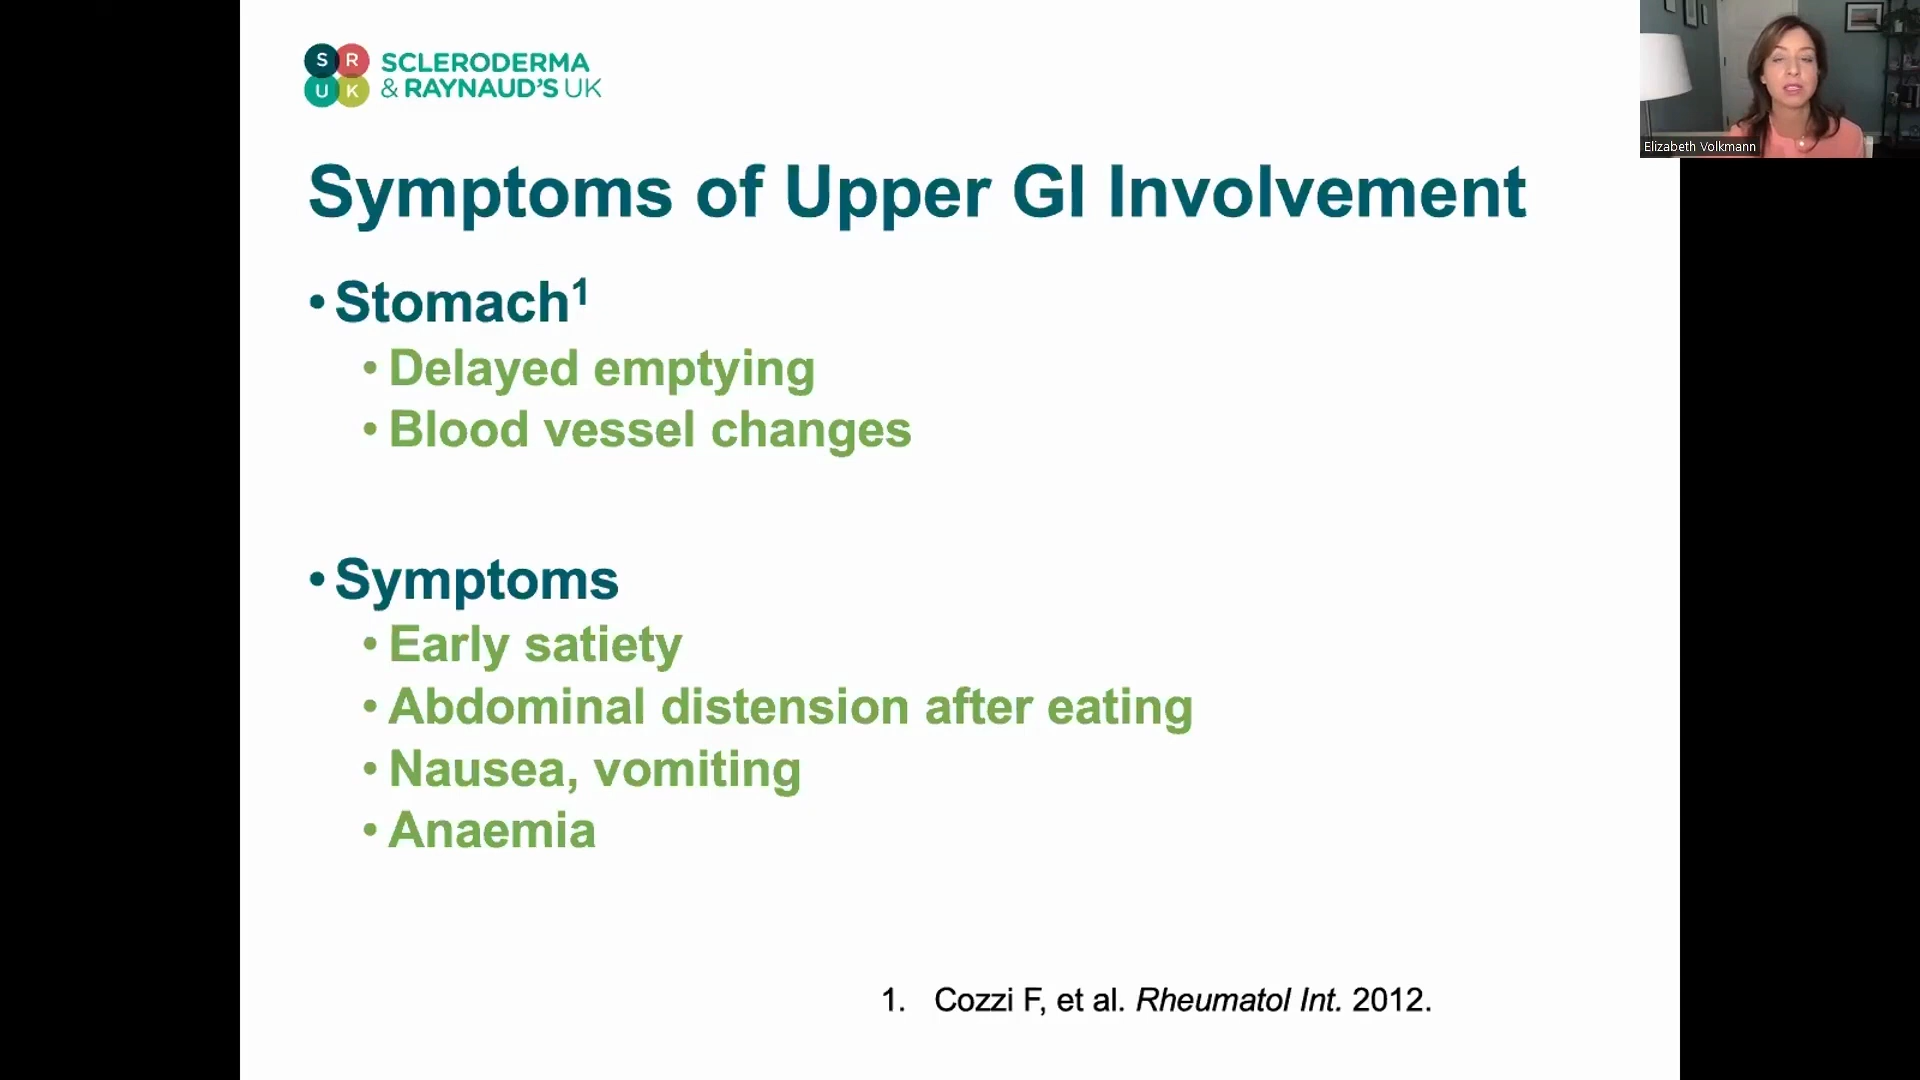 S R
U K
SCLERODERMA
& RAYNAUD'S UK
Elizabeth Volkmann
Symptoms of Upper GI Involvement
• Stomach¹
• Delayed emptying
• Blood vessel changes
• Symptoms
• Early satiety
• Abdominal distension after eating
• Nausea, vomiting
• Anaemia
1. Cozzi F, et al. Rheumatol Int. 2012.